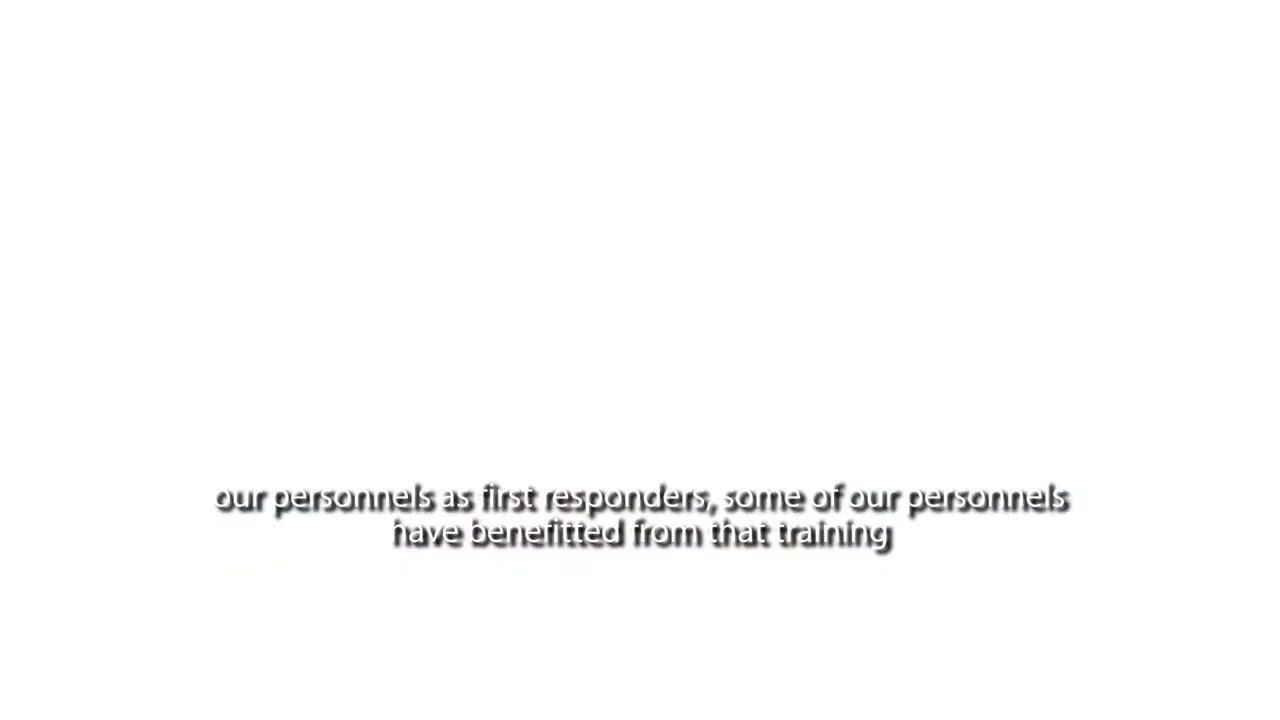 our personnels as first responders, some of our personnels
have benefitted from that training